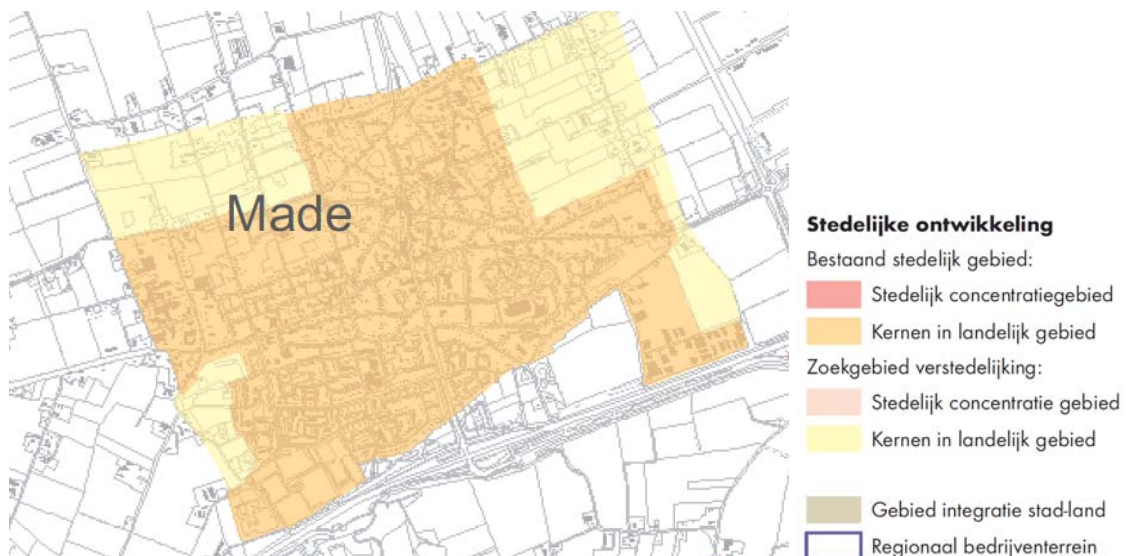 Made
Stedelijke ontwikkeling
Bestaand stedelijk gebied:
Stedelijk concentratiegebied
Kernen in landelijk gebied
Zoekgebied verstedelijking:
Stedelijk concentratie gebied
Kernen in landelijk gebied
Gebied integratie stad-land
Regionaal bedrijventerrein